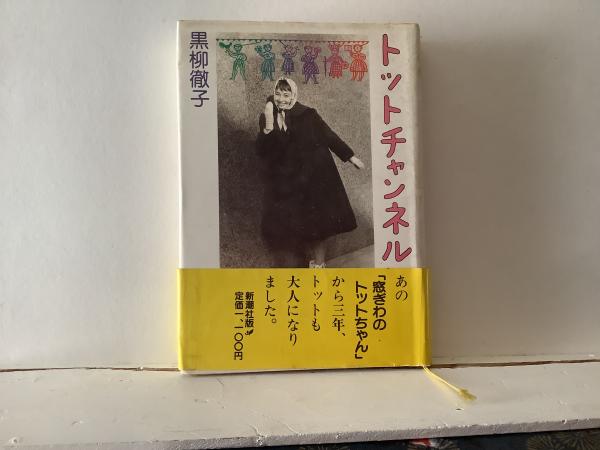 トットチャンネル
黒柳徹子
あの
「窓ぎわの
トットちゃん」
から三年、
トットも
大人になり
ました。
新潮社版
定価一、一〇〇円